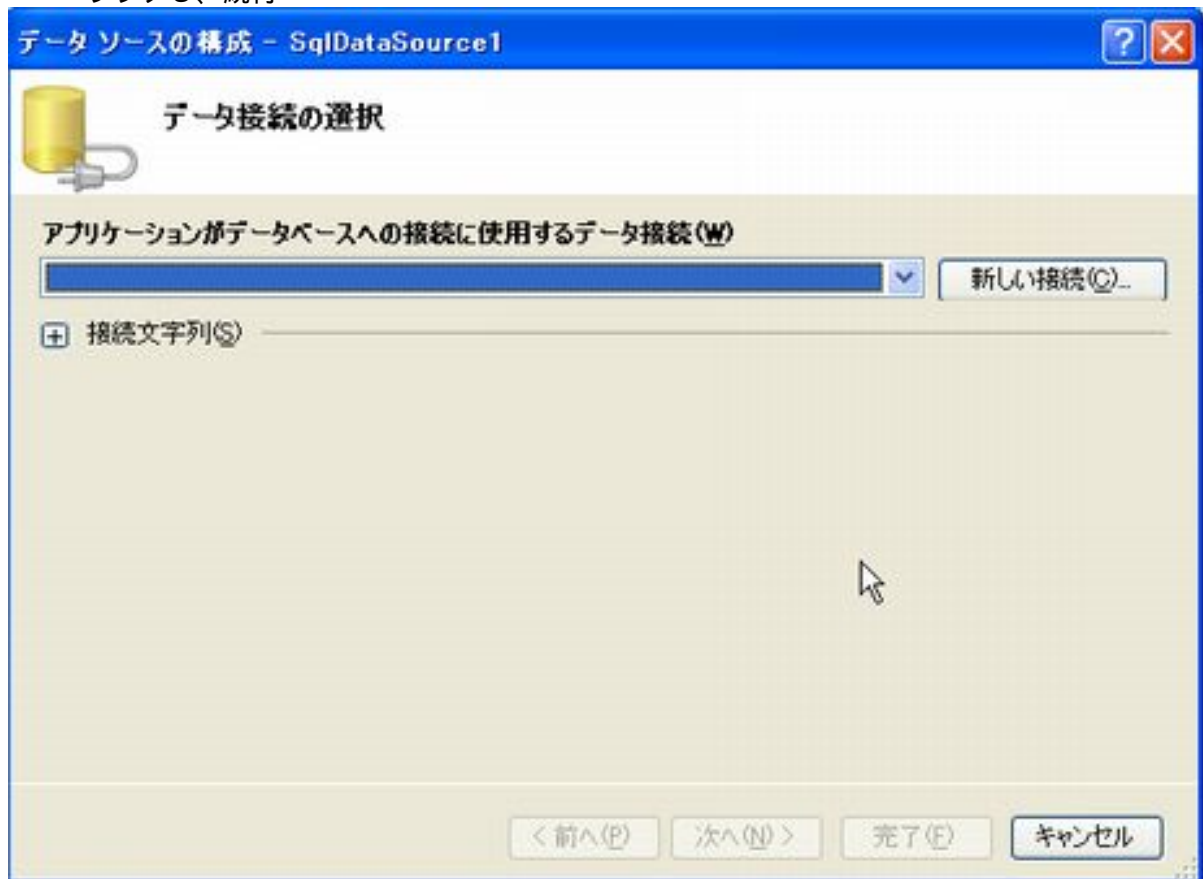 データ ソースの構成 - SqlDataSource1
データ接続の選択
アプリケーションがデータベースへの接続に使用するデータ接続(W)
新しい接続(C)...
接続文字列(S)
< 前へ(P)
次へ(N) >
完了(F)
キャンセル